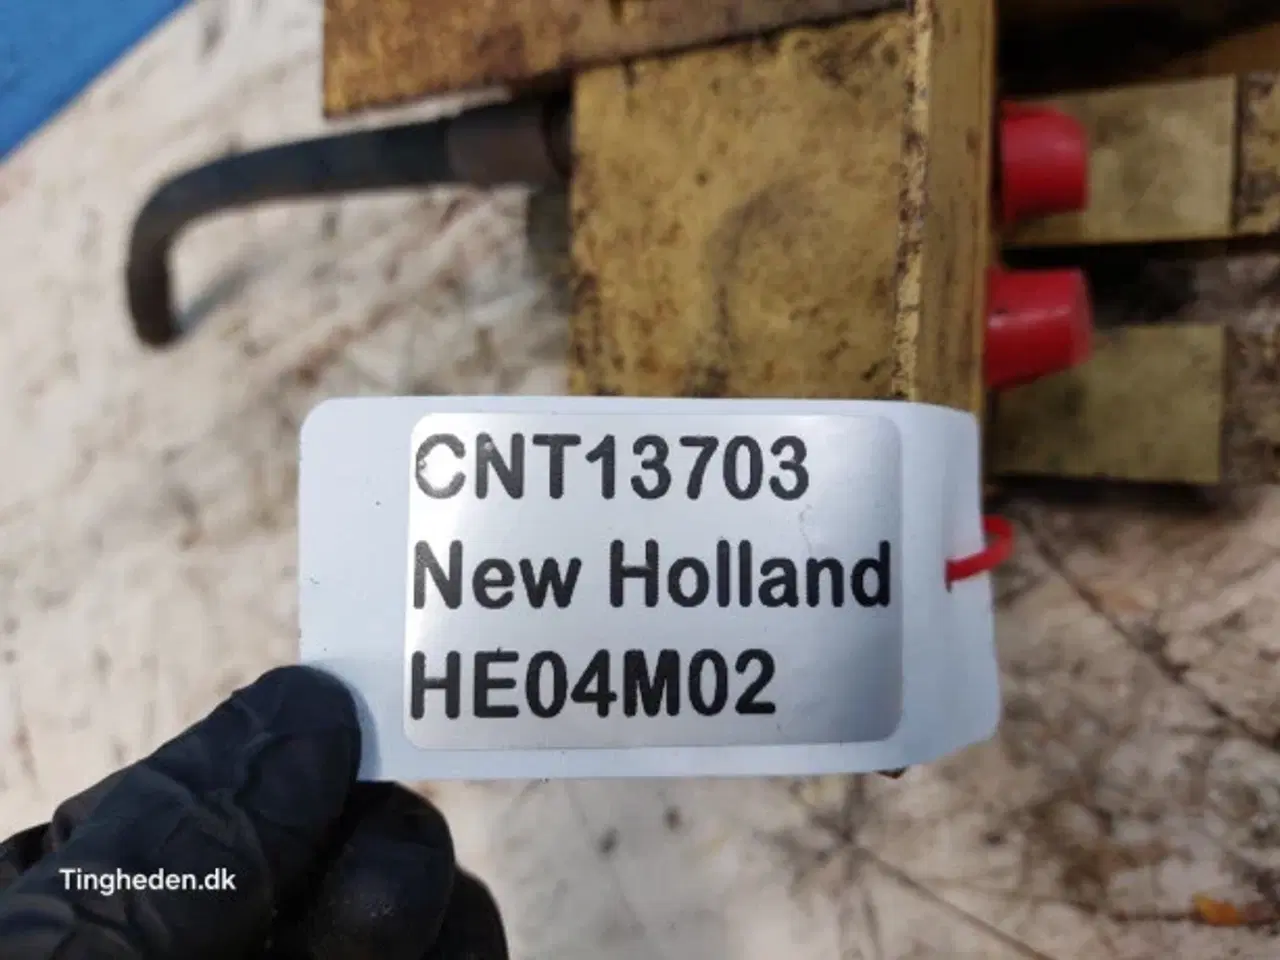 CNT13703
New Holland
HE04M02
Tingheden.dk